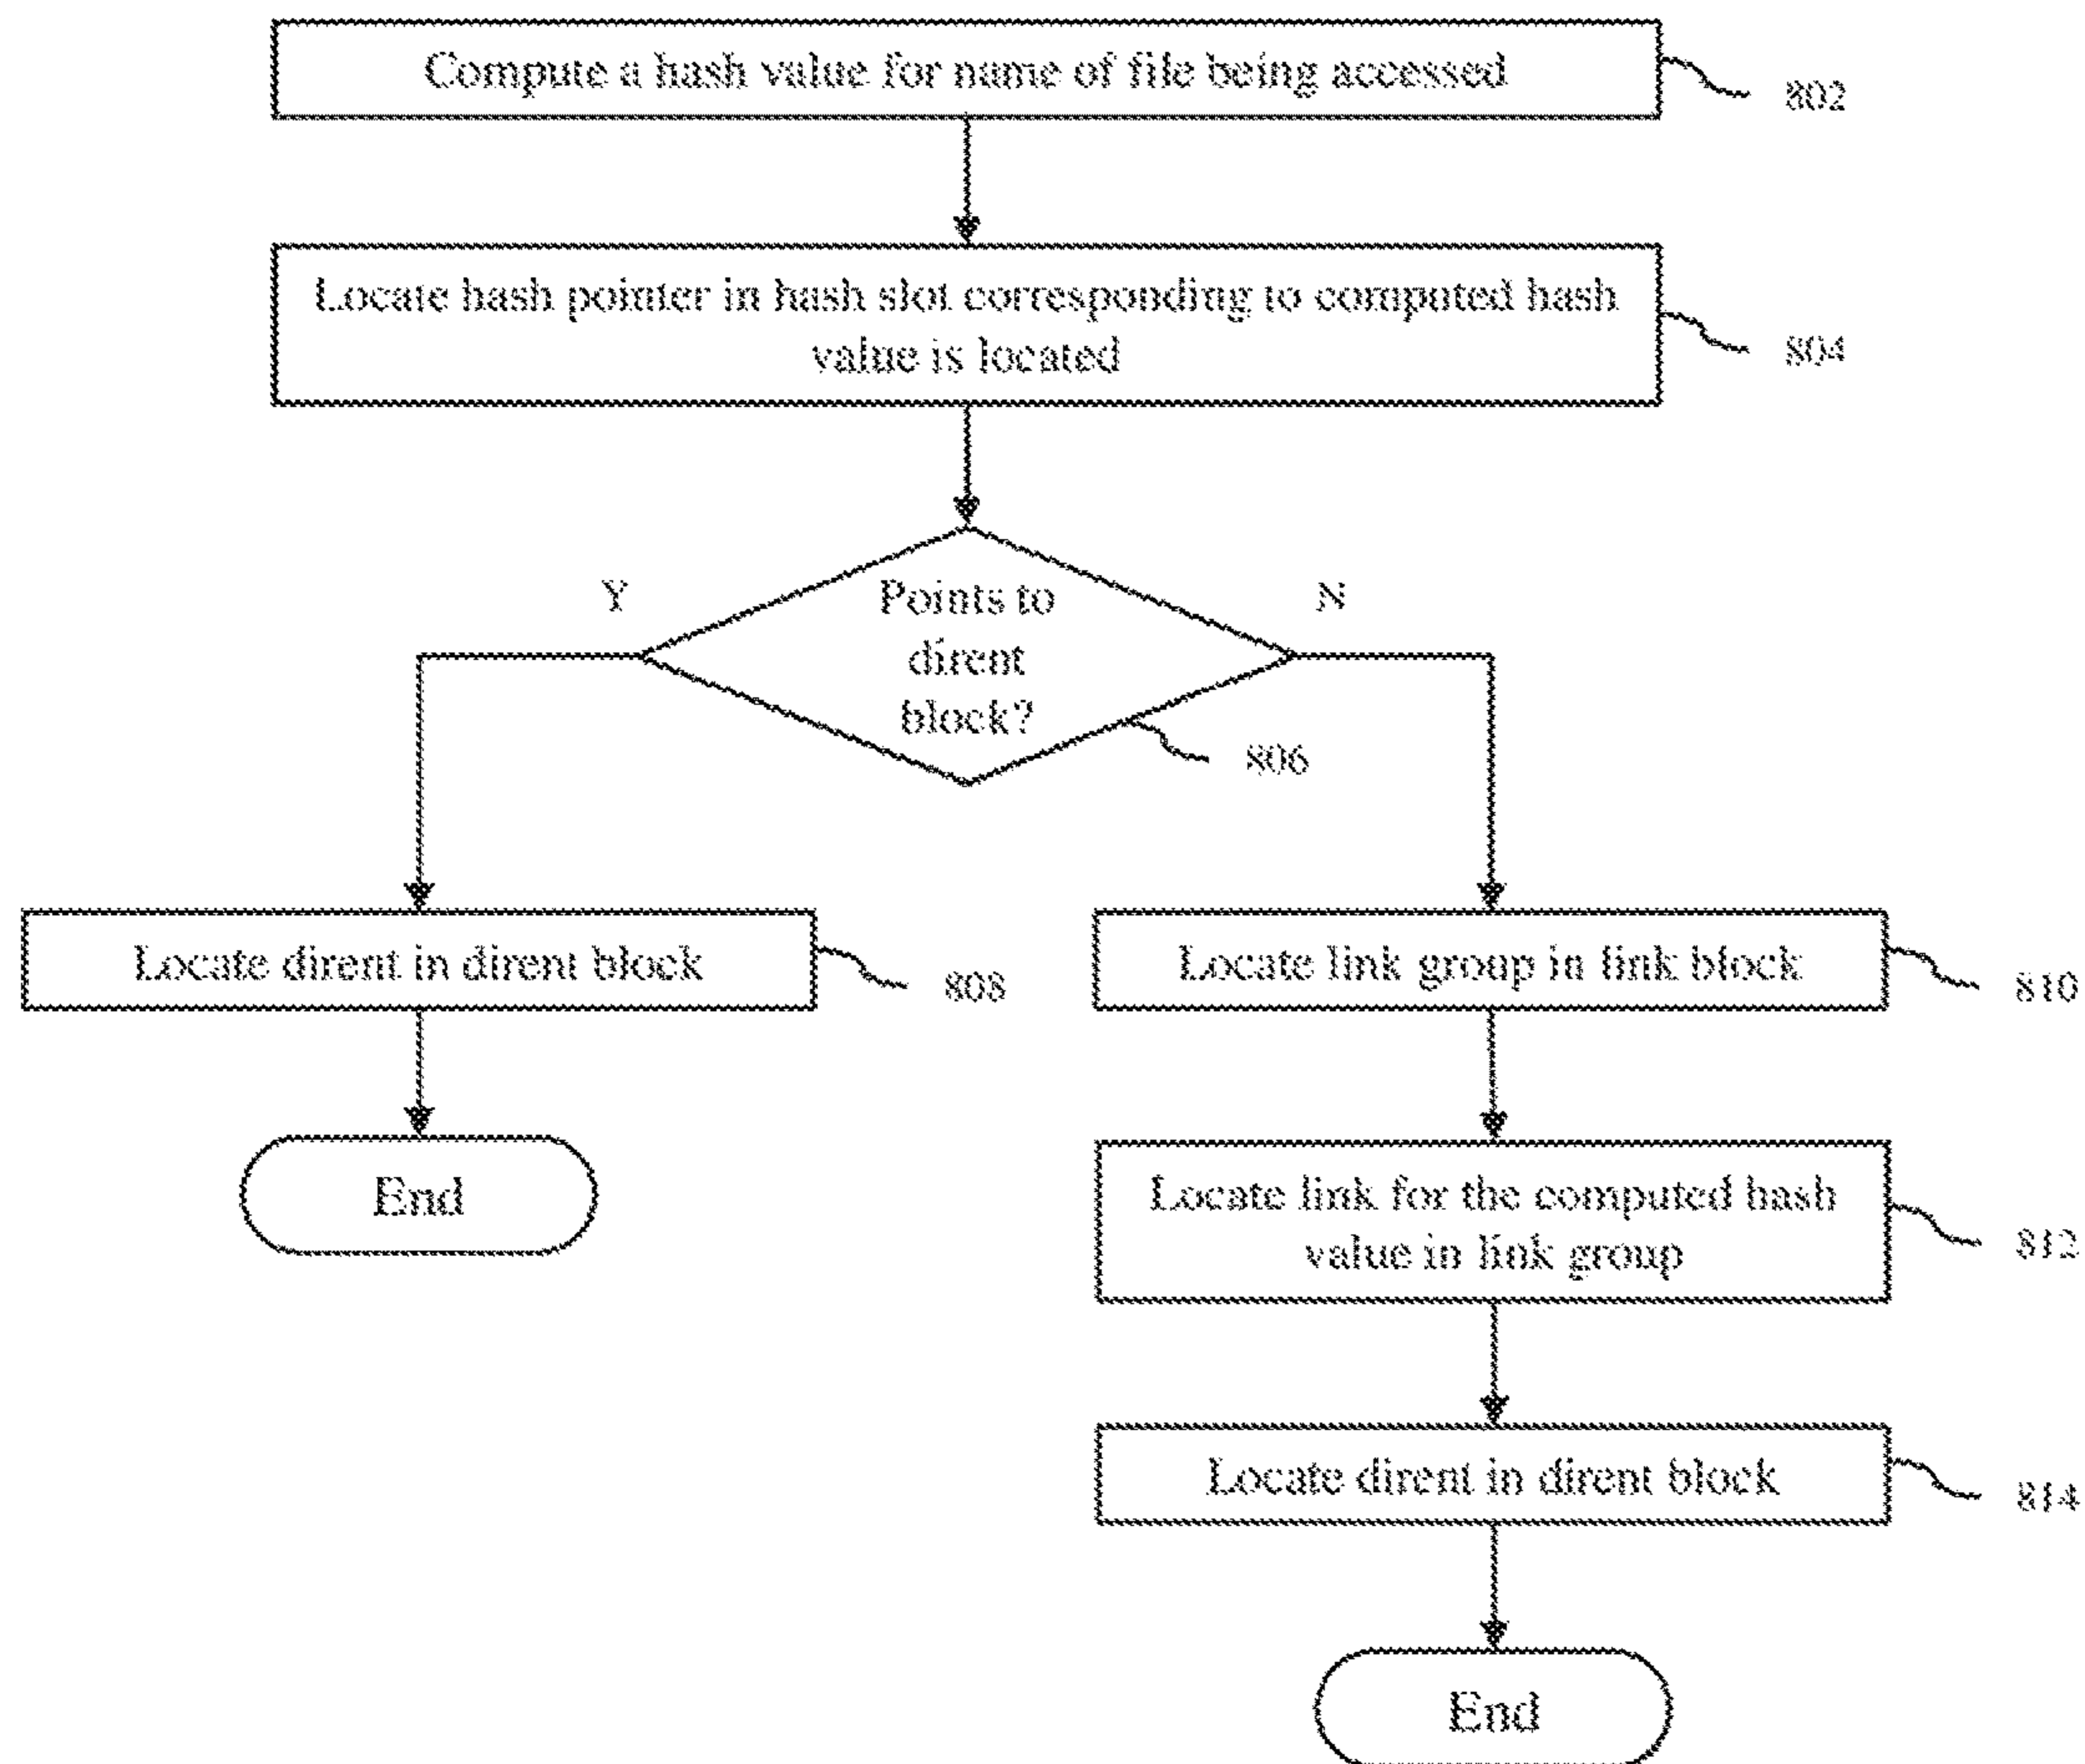 Compute a hash value for name of file being accessed
802
Locate hash pointer in hash slot corresponding to computed hash
value is located
804
Y
N
Points to
dirent
block?
806
Locate dirent in dirent block
808
Locate link group in link block
810
End
Locate link for the computed hash
value in link group
812
Locate dirent in dirent block
814
End